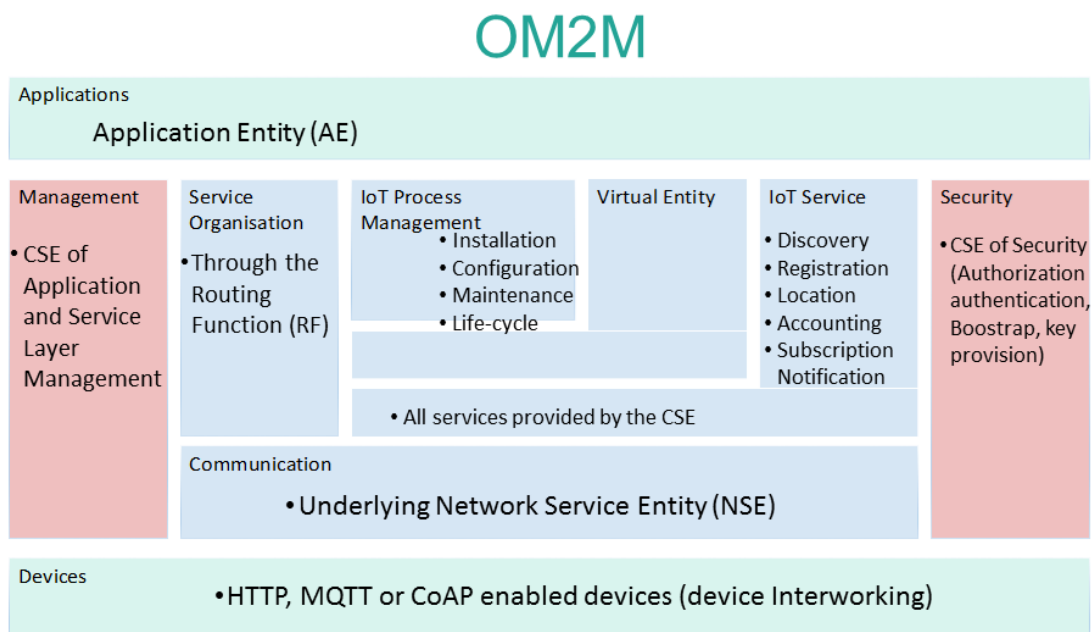 OM2M
Applications
Application Entity (AE)
Management
• CSE of
Application
and Service
Layer
Management
Service
Organisation
• Through the
Routing
Function (RF)
IoT Process
Management
• Installation
• Configuration
• Maintenance
• Life-cycle
Virtual Entity
IoT Service
• Discovery
• Registration
• Location
• Accounting
• Subscription
Notification
• All services provided by the CSE
Security
• CSE of Security
(Authorization
authentication,
Boostrap, key
provision)
Communication
• Underlying Network Service Entity (NSE)
Devices
• HTTP, MQTT or CoAP enabled devices (device Interworking)